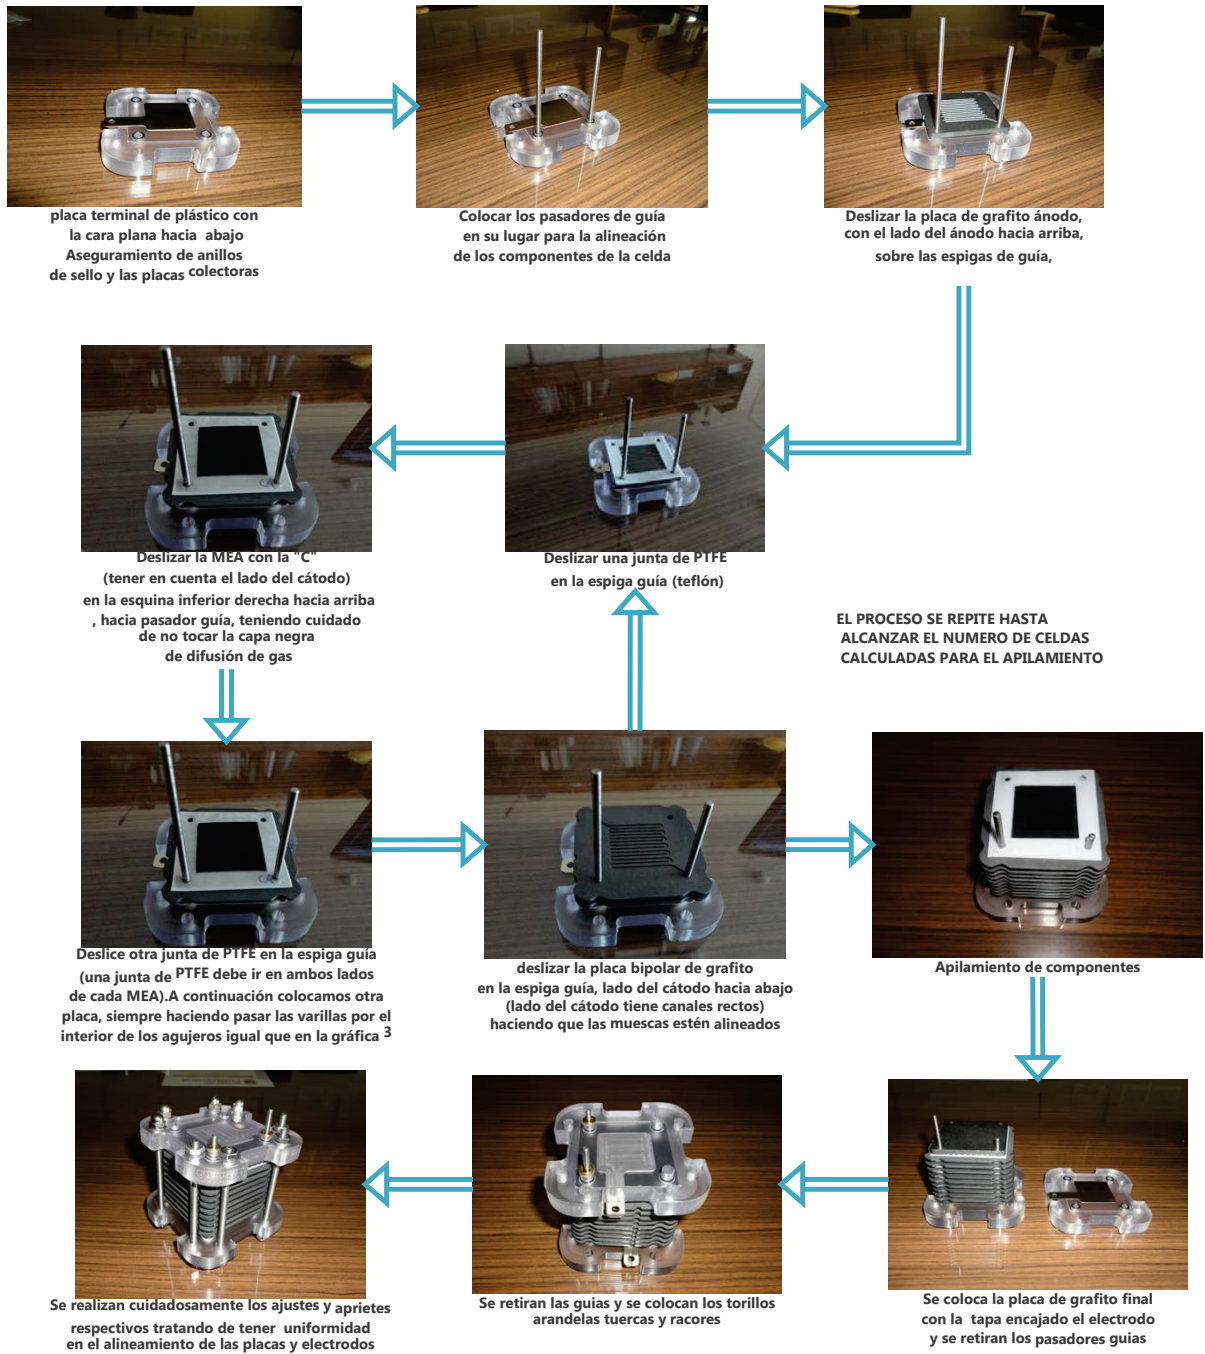 placa terminal de plástico con
la cara plana hacia abajo
Aseguramiento de anillos
de sello y las placas colectoras
Colocar los pasadores de guía
en su lugar para la alineación
de los componentes de la celda
Deslizar la placa de grafito ánodo,
con el lado del ánodo hacia arriba,
sobre las espigas de guía,
Deslizar una junta de PTFE
en la espiga guía (teflón)
Deslizar la MEA con la "C"
(tener en cuenta el lado del cátodo)
en la esquina inferior derecha hacia arriba
, hacia pasador guía, teniendo cuidado
de no tocar la capa negra
de difusión de gas
EL PROCESO SE REPITE HASTA
ALCANZAR EL NUMERO DE CELDAS
CALCULADAS PARA EL APILAMIENTO
Deslice otra junta de PTFE en la espiga guía
(una junta de PTFE debe ir en ambos lados
de cada MEA).A continuación colocamos otra
placa, siempre haciendo pasar las varillas por el
interior de los agujeros igual que en la gráfica 3
deslizar la placa bipolar de grafito
en la espiga guía, lado del cátodo hacia abajo
(lado del cátodo tiene canales rectos)
haciendo que las muescas estén alineados
Apilamiento de componentes
Se coloca la placa de grafito final
con la tapa encajado el electrodo
y se retiran los pasadores guias
Se retiran las guias y se colocan los torillos
arandelas tuercas y racores
Se realizan cuidadosamente los ajustes y aprietes
respectivos tratando de tener uniformidad
en el alineamiento de las placas y electrodos